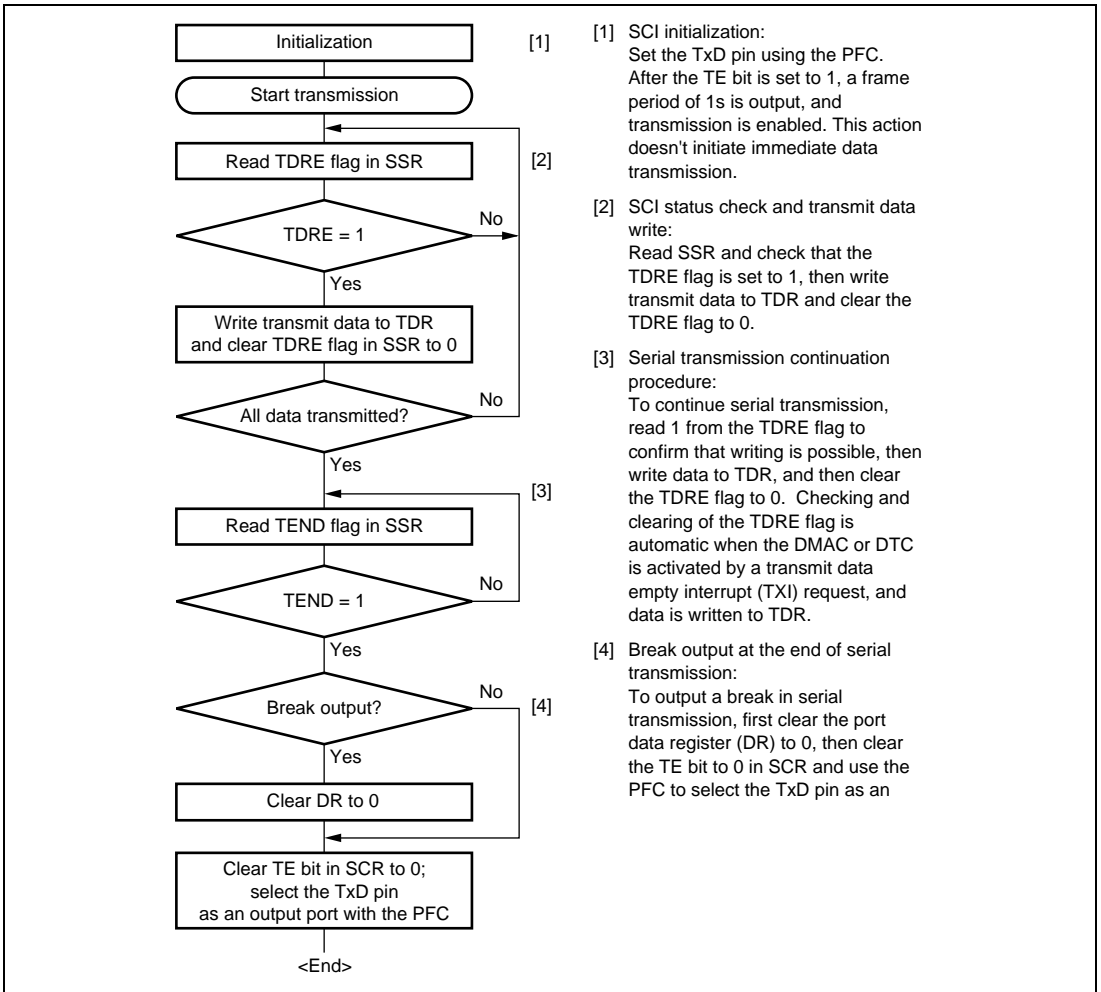 Initialization
[1]
Start transmission
Read TDRE flag in SSR
[2]
TDRE = 1
No
Yes
Write transmit data to TDR
and clear TDRE flag in SSR to 0
All data transmitted?
No
Yes
[3]
Read TEND flag in SSR
TEND = 1
No
Yes
Break output?
No
[4]
Yes
Clear DR to 0
Clear TE bit in SCR to 0;
select the TxD pin
as an output port with the PFC
<End>
[1] SCI initialization:
Set the TxD pin using the PFC.
After the TE bit is set to 1, a frame
period of 1s is output, and
transmission is enabled. This action
doesn't initiate immediate data
transmission.
[2] SCI status check and transmit data
write:
Read SSR and check that the
TDRE flag is set to 1, then write
transmit data to TDR and clear the
TDRE flag to 0.
[3] Serial transmission continuation
procedure:
To continue serial transmission,
read 1 from the TDRE flag to
confirm that writing is possible, then
write data to TDR, and then clear
the TDRE flag to 0. Checking and
clearing of the TDRE flag is
automatic when the DMAC or DTC
is activated by a transmit data
empty interrupt (TXI) request, and
data is written to TDR.
[4] Break output at the end of serial
transmission:
To output a break in serial
transmission, first clear the port
data register (DR) to 0, then clear
the TE bit to 0 in SCR and use the
PFC to select the TxD pin as an